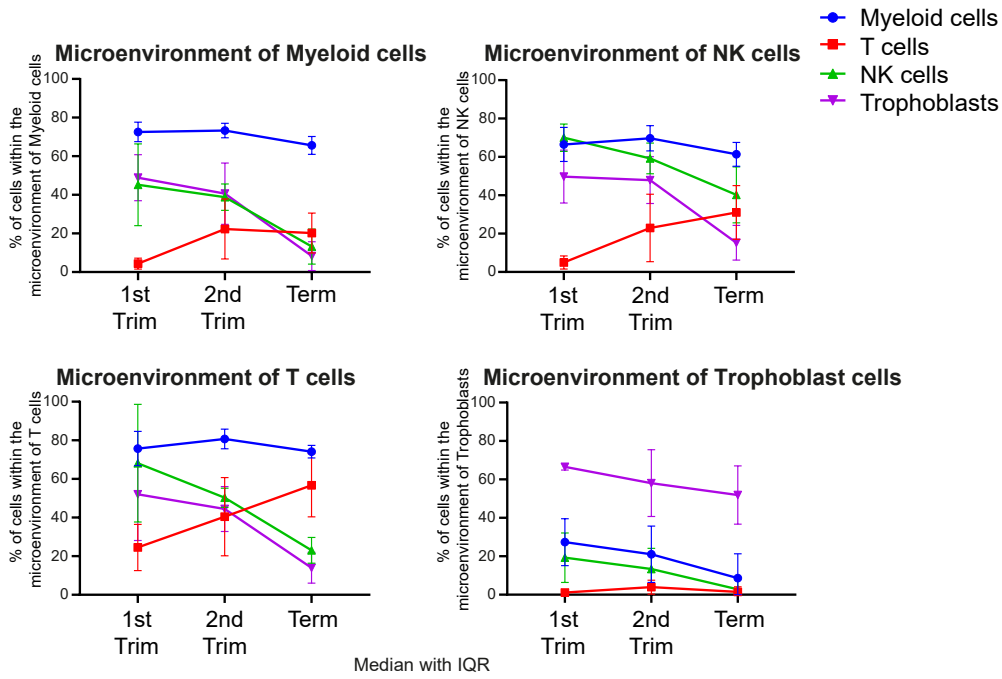 Myeloid cells
T cells
NK cells
Trophoblasts
Microenvironment of Myeloid cells
% of cells within the
microenvironment of Myeloid cells
100
80
60
40
20
0
1st
Trim
2nd
Trim
Term
Microenvironment of NK cells
% of cells within the
microenvironment of NK cells
100
80
60
40
20
0
1st
Trim
2nd
Trim
Term
Microenvironment of T cells
% of cells within the
microenvironment of T cells
100
80
60
40
20
0
1st
Trim
2nd
Trim
Term
Microenvironment of Trophoblast cells
% of cells within the
microenvironment of Trophoblasts
100
80
60
40
20
0
1st
Trim
2nd
Trim
Term
Median with IQR